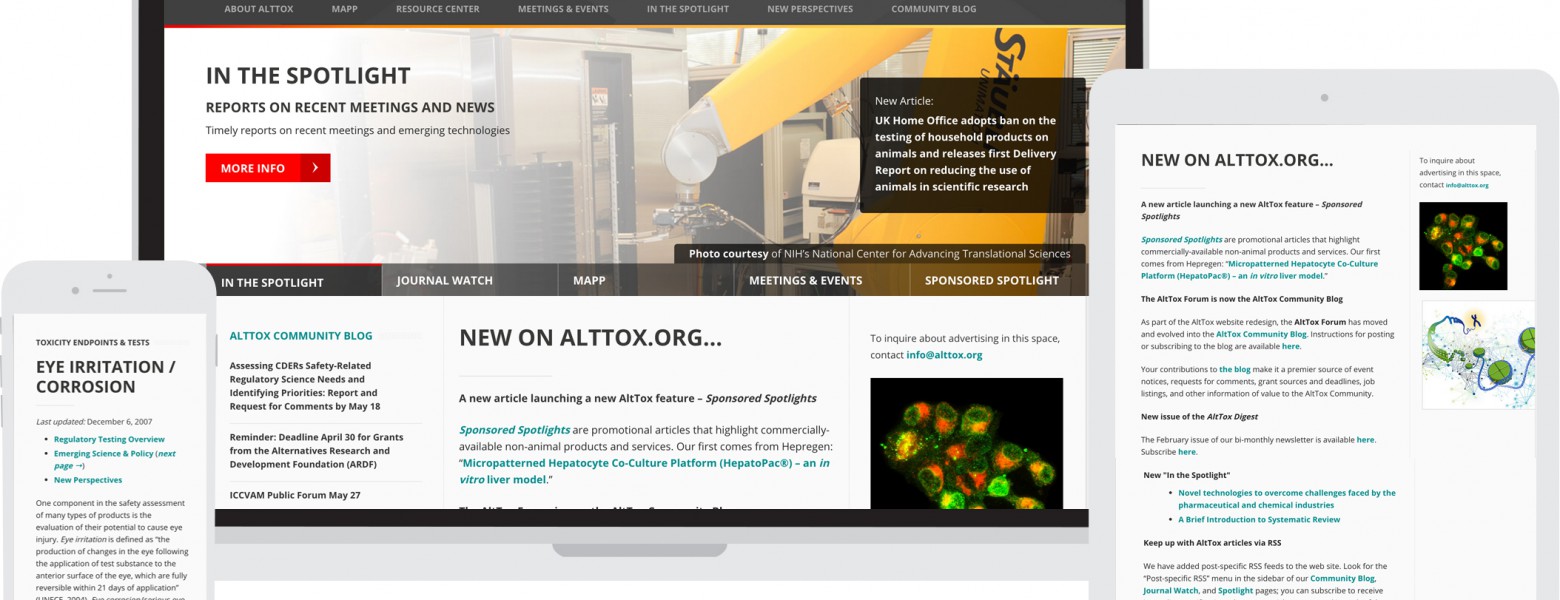 ABOUT ALTTOX
MAPP
RESOURCE CENTER
MEETINGS & EVENTS
IN THE SPOTLIGHT
NEW PERSPECTIVES
COMMUNITY BLOG
IN THE SPOTLIGHT
REPORTS ON RECENT MEETINGS AND NEWS
Timely reports on recent meetings and emerging technologies
MORE INFO
STÄUBLI
New Article:
UK Home Office adopts ban on the
testing of household products on
animals and releases first Delivery
Report on reducing the use of
animals in scientific research
Photo courtesy of NIH's National Center for Advancing Translational Sciences
IN THE SPOTLIGHT
JOURNAL WATCH
MAPP
MEETINGS & EVENTS
SPONSORED SPOTLIGHT
ALTTOX COMMUNITY BLOG
Assessing CDERs Safety-Related
Regulatory Science Needs and
Identifying Priorities: Report and
Request for Comments by May 18
Reminder: Deadline April 30 for Grants
from the Alternatives Research and
Development Foundation (ARDF)
ICCVAM Public Forum May 27
NEW ON ALTTOX.ORG...
A new article launching a new AltTox feature – Sponsored Spotlights
Sponsored Spotlights are promotional articles that highlight commercially-
available non-animal products and services. Our first comes from Hepregen:
“Micropatterned Hepatocyte Co-Culture Platform (HepatoPac®) – an in
vitro liver model.”
To inquire about advertising in this space,
contact info@alttox.org
TOXICITY ENDPOINTS & TESTS
EYE IRRITATION /
CORROSION
Last updated: December 6, 2007
• Regulatory Testing Overview
• Emerging Science & Policy (next
page →)
• New Perspectives
One component in the safety assessment
of many types of products is the
evaluation of their potential to cause eye
injury. Eye irritation is defined as “the
production of changes in the eye following
the application of test substance to the
anterior surface of the eye, which are fully
reversible within 21 days of application”
(UNECE, 2004). Eye corrosion/serious eye
NEW ON ALTTOX.ORG...
A new article launching a new AltTox feature – Sponsored
Spotlights
Sponsored Spotlights are promotional articles that highlight
commercially-available non-animal products and services. Our first
comes from Hepregen: “Micropatterned Hepatocyte Co-Culture
Platform (HepatoPac®) – an in vitro liver model.”
The AltTox Forum is now the AltTox Community Blog
As part of the AltTox website redesign, the AltTox Forum has moved
and evolved into the AltTox Community Blog. Instructions for posting
or subscribing to the blog are available here.
Your contributions to the blog make it a premier source of event
notices, requests for comments, grant sources and deadlines, job
listings, and other information of value to the AltTox Community.
New issue of the AltTox Digest
The February issue of our bi-monthly newsletter is available here.
Subscribe here.
New "In the Spotlight"
• Novel technologies to overcome challenges faced by the
pharmaceutical and chemical industries
• A Brief Introduction to Systematic Review
Keep up with AltTox articles via RSS
We have added post-specific RSS feeds to the web site. Look for the
“Post-specific RSS” menu in the sidebar of our Community Blog,
Journal Watch, and Spotlight pages; you can subscribe to receive
To inquire about
advertising in this space,
contact info@alttox.org